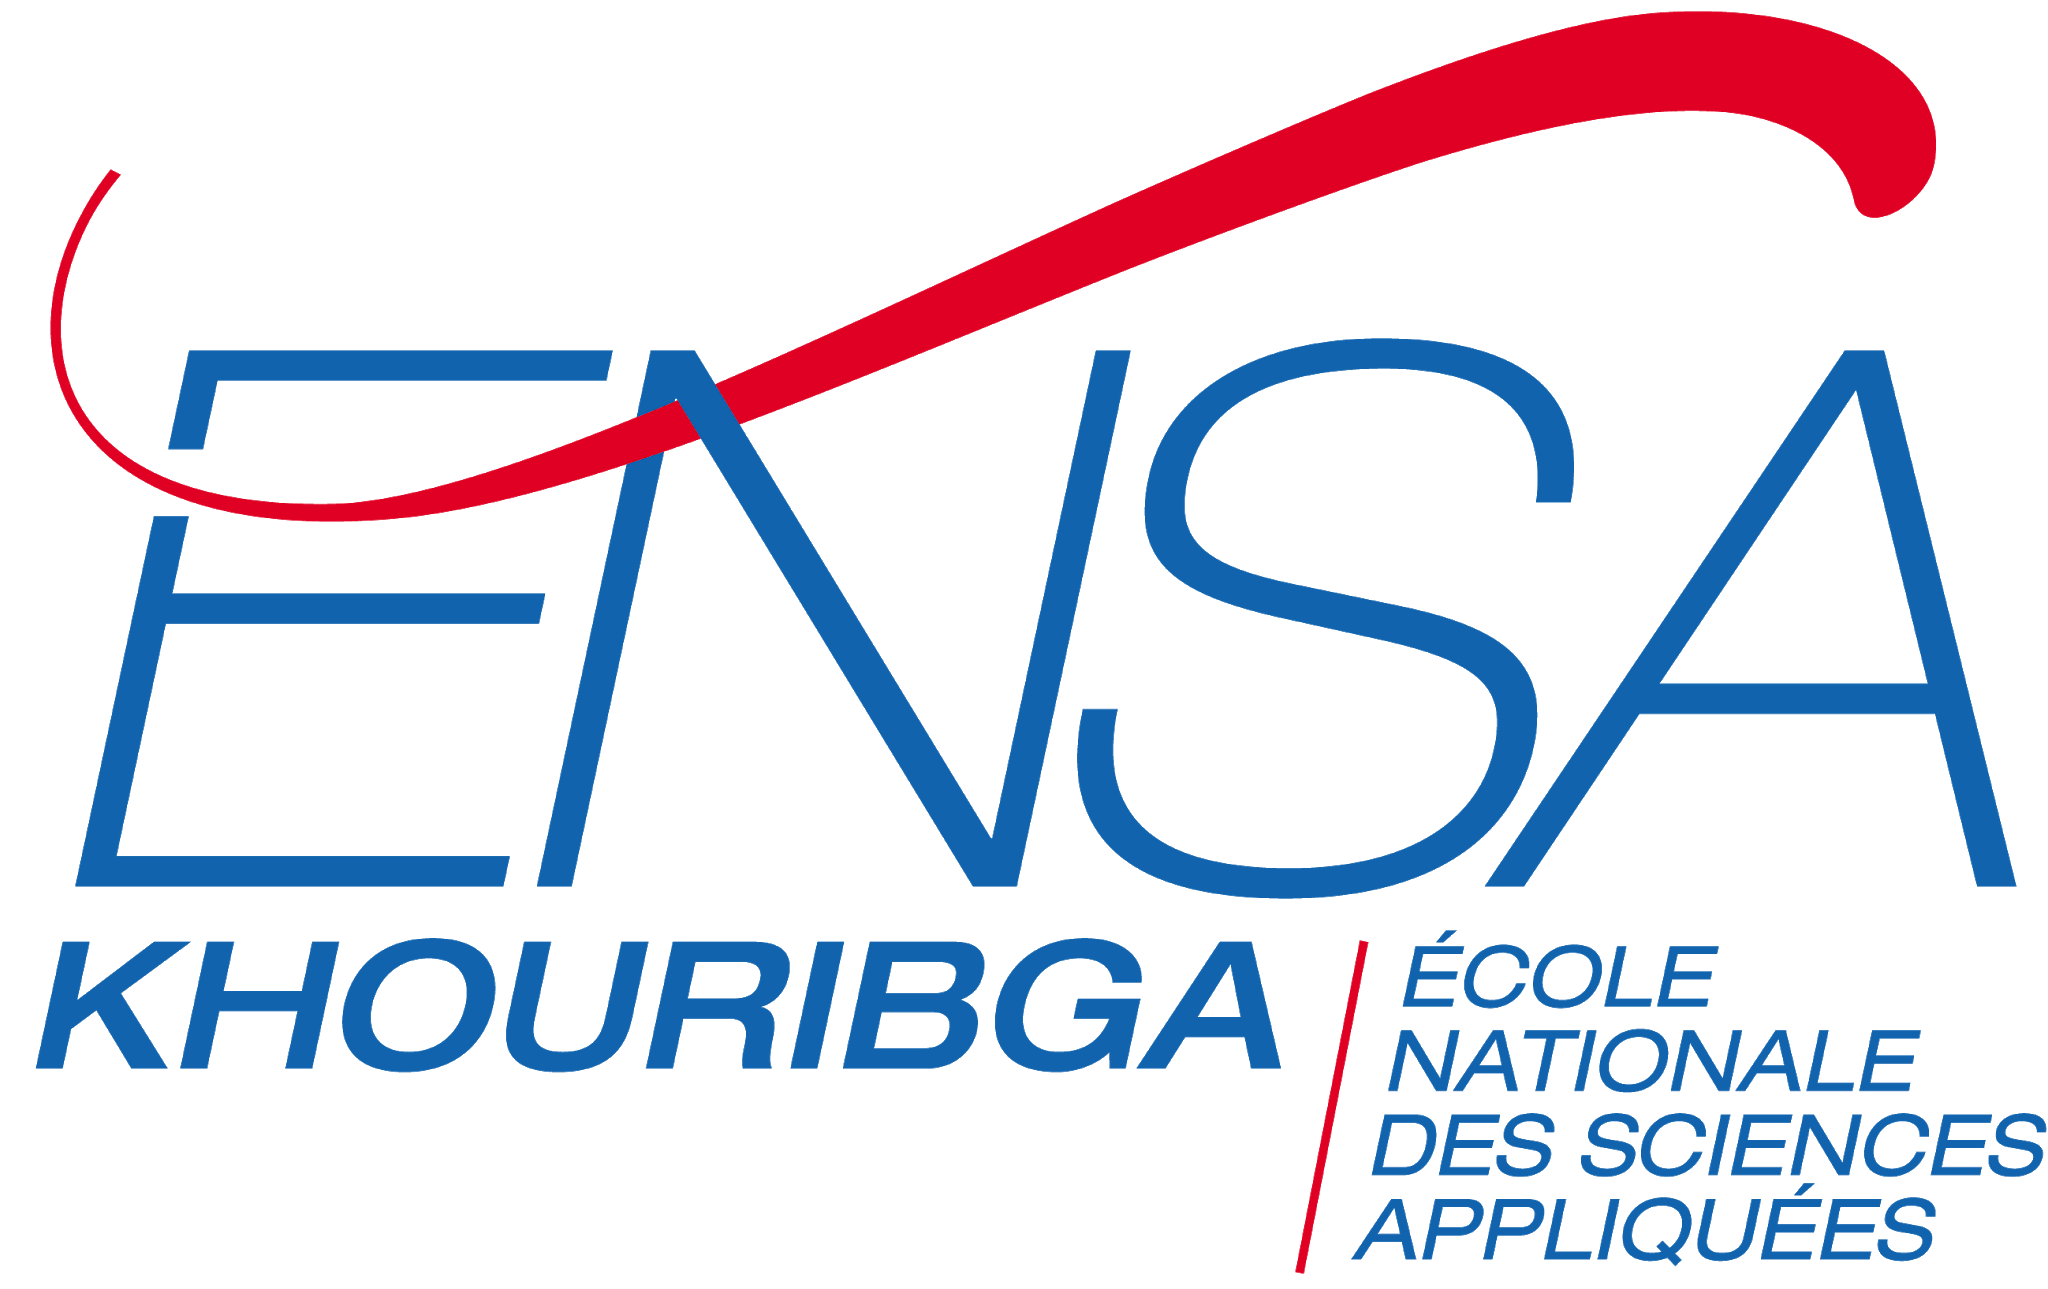 ENSA
KHOURIBGA
ÉCOLE
NATIONALE
DES SCIENCES
APPLIQUÉES